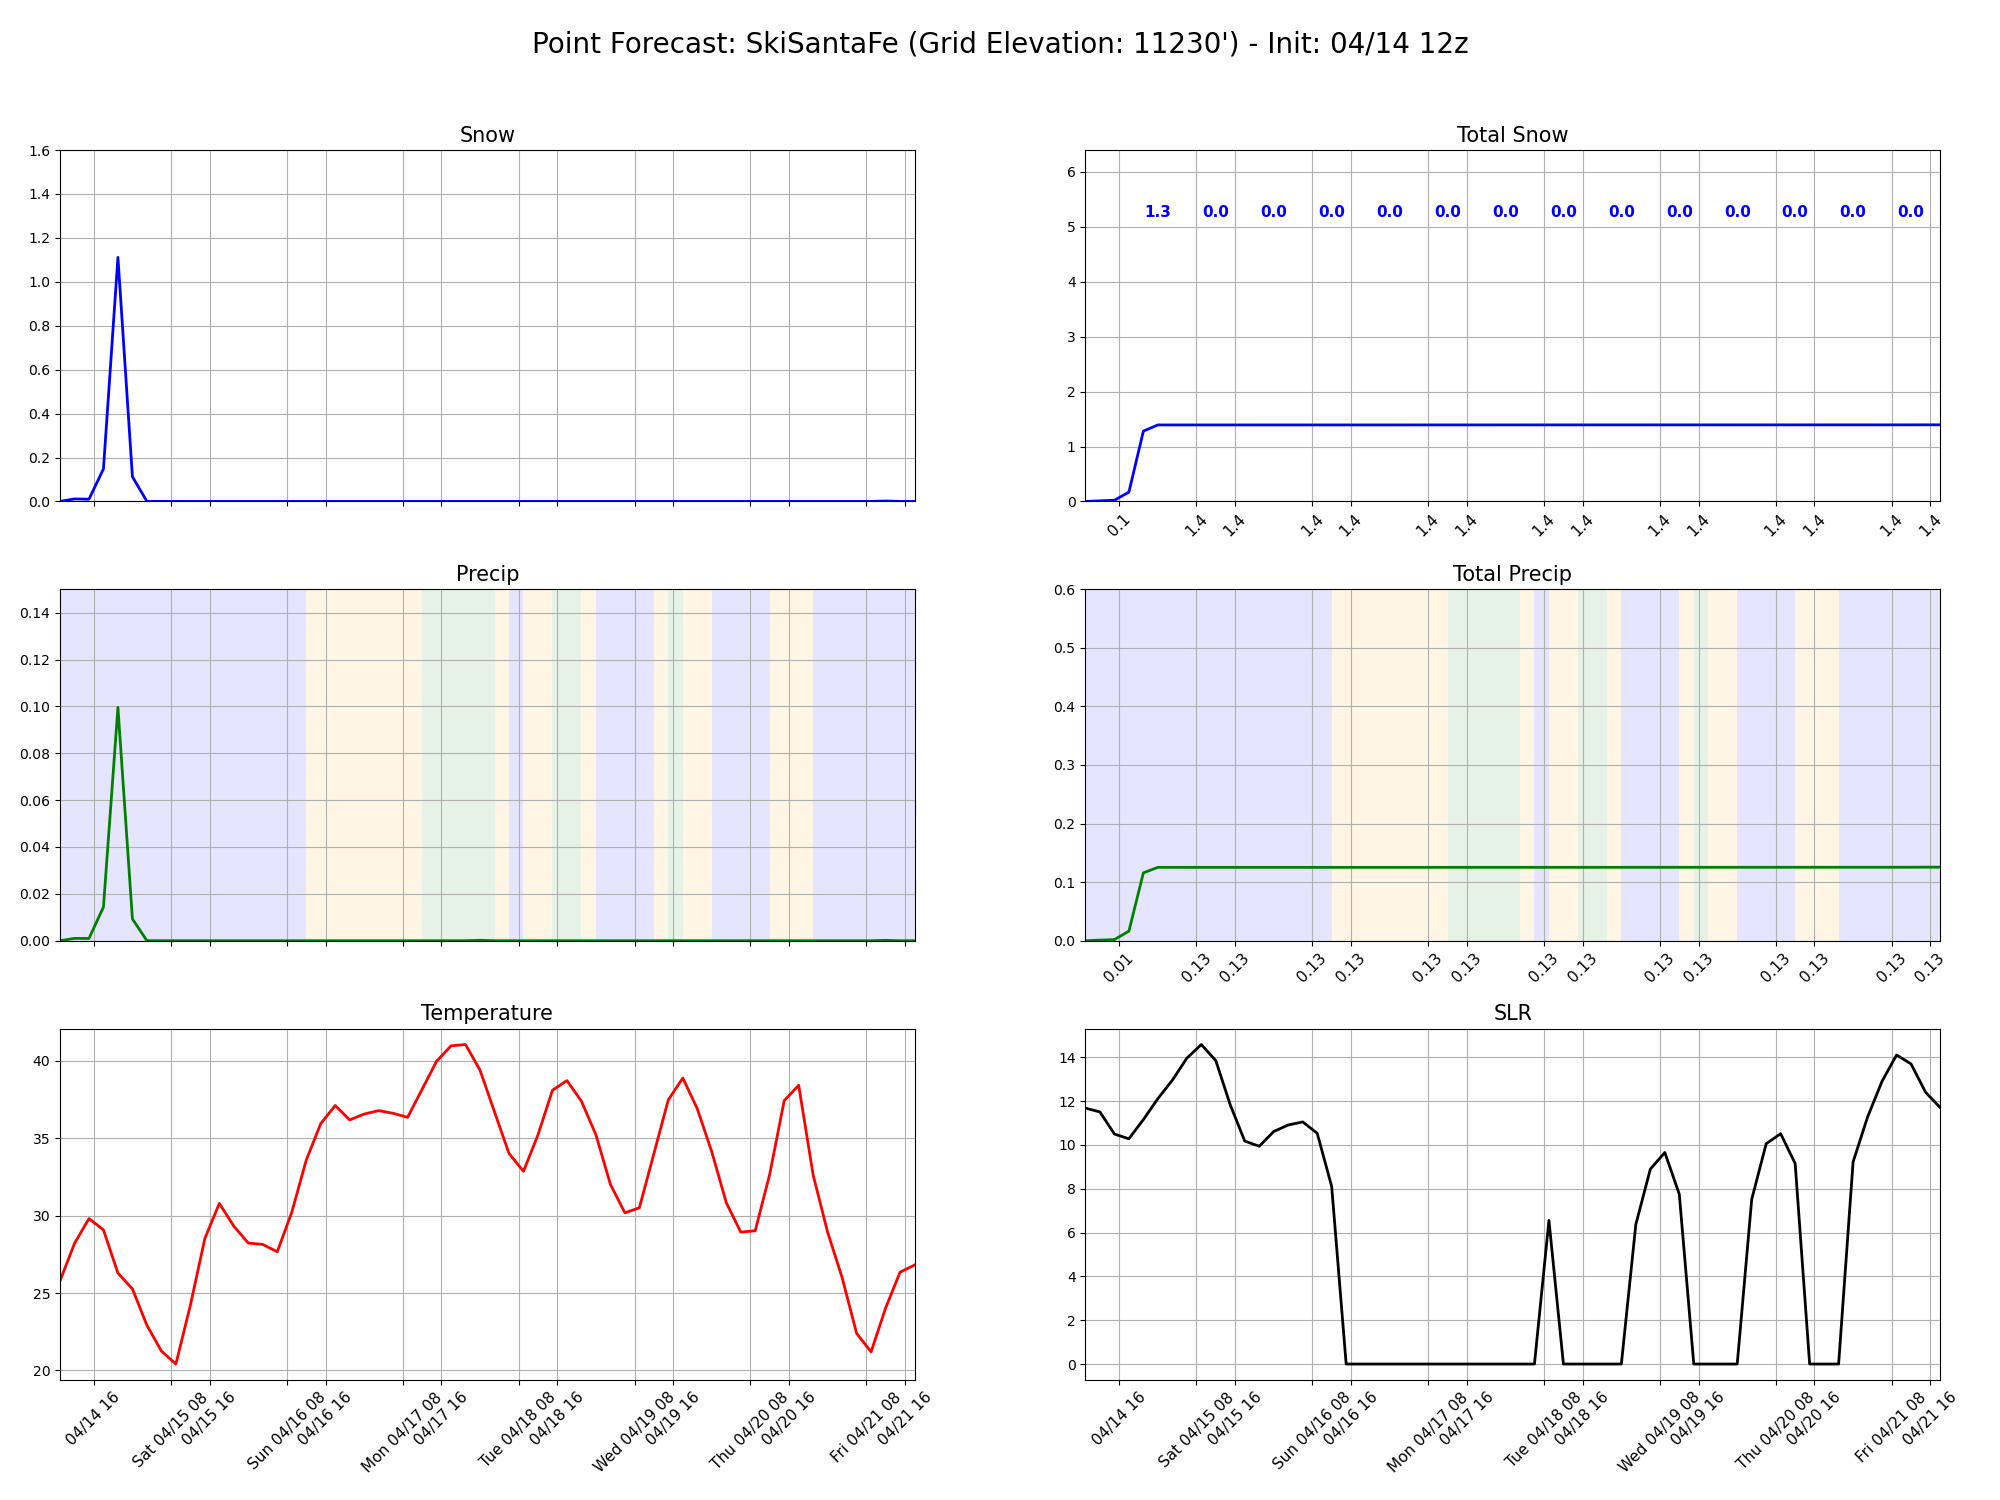 Point Forecast: SkiSantaFe (Grid Elevation: 11230') - Init: 04/14 12z
Snow
1.6
1.4
1.2
1.0
0.8
0.6
0.4
0.2
0.0
Total Snow
6
5
4
3
2
1
0
1.3 0.0 0.0 0.0 0.0 0.0 0.0 0.0 0.0 0.0 0.0 0.0 0.0 0.0
0.1 1.4 1.4 1.4 1.4 1.4 1.4 1.4 1.4 1.4 1.4 1.4 1.4 1.4 1.4
Precip
0.14
0.12
0.10
0.08
0.06
0.04
0.02
0.00
Total Precip
0.6
0.5
0.4
0.3
0.2
0.1
0.0
0.01 0.13 0.13 0.13 0.13 0.13 0.13 0.13 0.13 0.13 0.13 0.13 0.13 0.13 0.13
Temperature
40
35
30
25
20
04/14 16
Sat 04/15 08
04/15 16
Sun 04/16 08
04/16 16
Mon 04/17 08
04/17 16
Tue 04/18 08
04/18 16
Wed 04/19 08
04/19 16
Thu 04/20 08
04/20 16
Fri 04/21 08
04/21 16
SLR
14
12
10
8
6
4
2
0
04/14 16
Sat 04/15 08
04/15 16
Sun 04/16 08
04/16 16
Mon 04/17 08
04/17 16
Tue 04/18 08
04/18 16
Wed 04/19 08
04/19 16
Thu 04/20 08
04/20 16
Fri 04/21 08
04/21 16